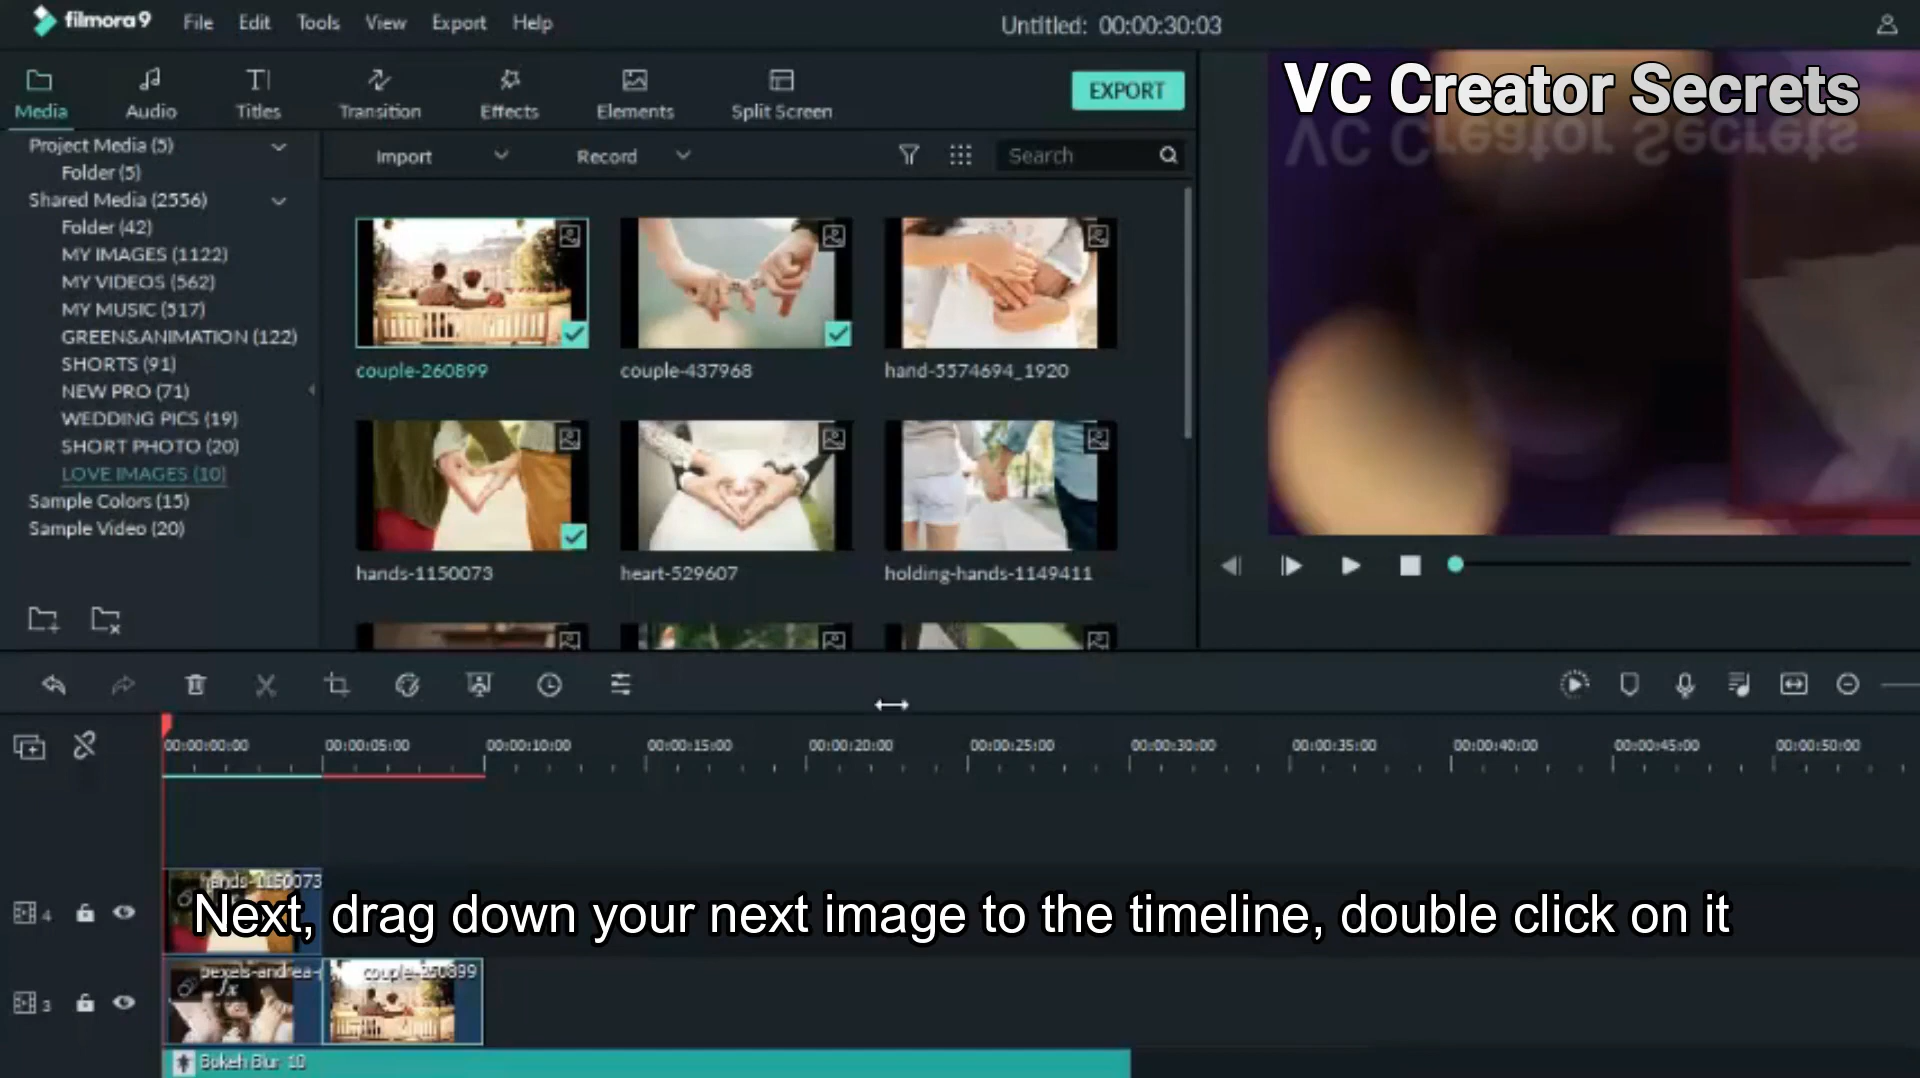 filmora9 File Edit Tools View Export Help Untitled: 00:00:30:03
VC Creator Secrets
Media Audio Titles Transition Effects Elements Split Screen EXPORT
Project Media (5)
Folder (5)
Shared Media (2556)
Folder (42)
MY IMAGES (1122)
MY VIDEOS (562)
MY MUSIC (517)
GREEN&ANIMATION (122)
SHORTS (91)
NEW PRO (71)
WEDDING PICS (19)
SHORT PHOTO (20)
LOVE IMAGES (10)
Sample Colors (15)
Sample Video (20)
Import Record Search
couple-260899 couple-437968 hand-5574694_1920
hands-1150073 heart-529607 holding-hands-1149411
00:00:00:00 00:00:05:00 00:00:10:00 00:00:15:00 00:00:20:00 00:00:25:00 00:00:30:00 00:00:35:00 00:00:40:00 00:00:45:00 00:00:50:00
hands-1150073
4
Next, drag down your next image to the timeline, double click on it
pexels-andrea- couple-260899
fx
3
Bokeh Blur 10